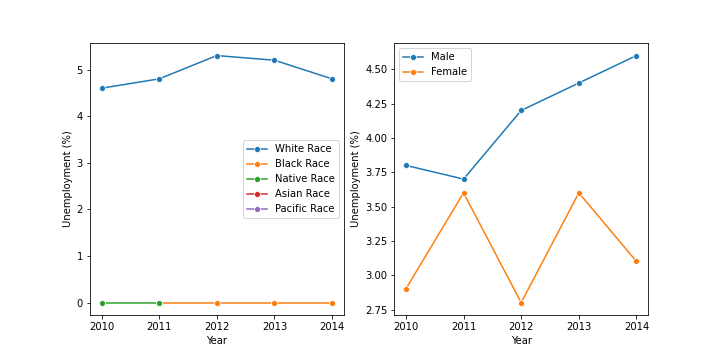 Unemployment (%)
5
4
3
2
1
0
White Race
Black Race
Native Race
Asian Race
Pacific Race
2010 2011 2012 2013 2014
Year
Unemployment (%)
4.50
4.25
4.00
3.75
3.50
3.25
3.00
2.75
Male
Female
2010 2011 2012 2013 2014
Year